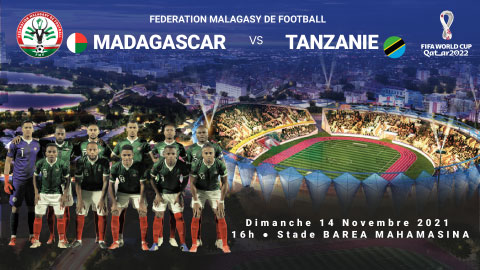 FEDERATION MALAGASY DE FOOTBALL
MADAGASCAR VS TANZANIE
FIFA WORLD CUP
Qatar2022
Dimanche 14 Novembre 2021
16h ● Stade BAREA MAHAMASINA